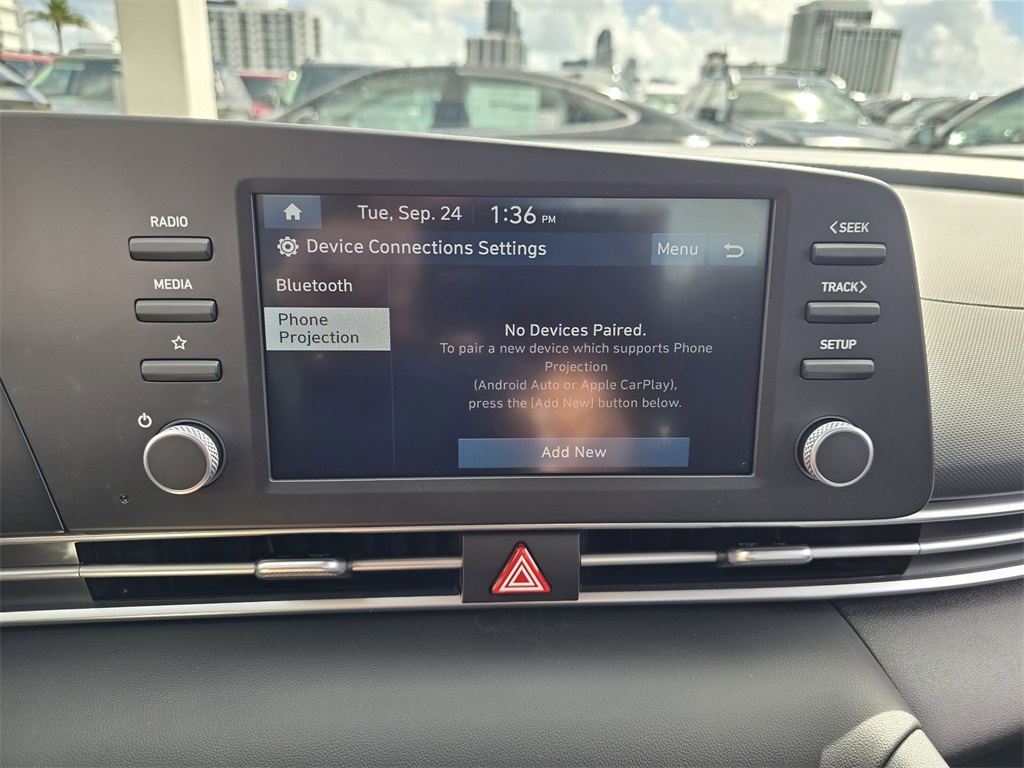 RADIO
MEDIA
Tue, Sep. 24 1:36 PM
Device Connections Settings Menu
Bluetooth
Phone
Projection
No Devices Paired.
To pair a new device which supports Phone
Projection
(Android Auto or Apple CarPlay),
press the [Add New] button below.
Add New
<SEEK
TRACK>
SETUP